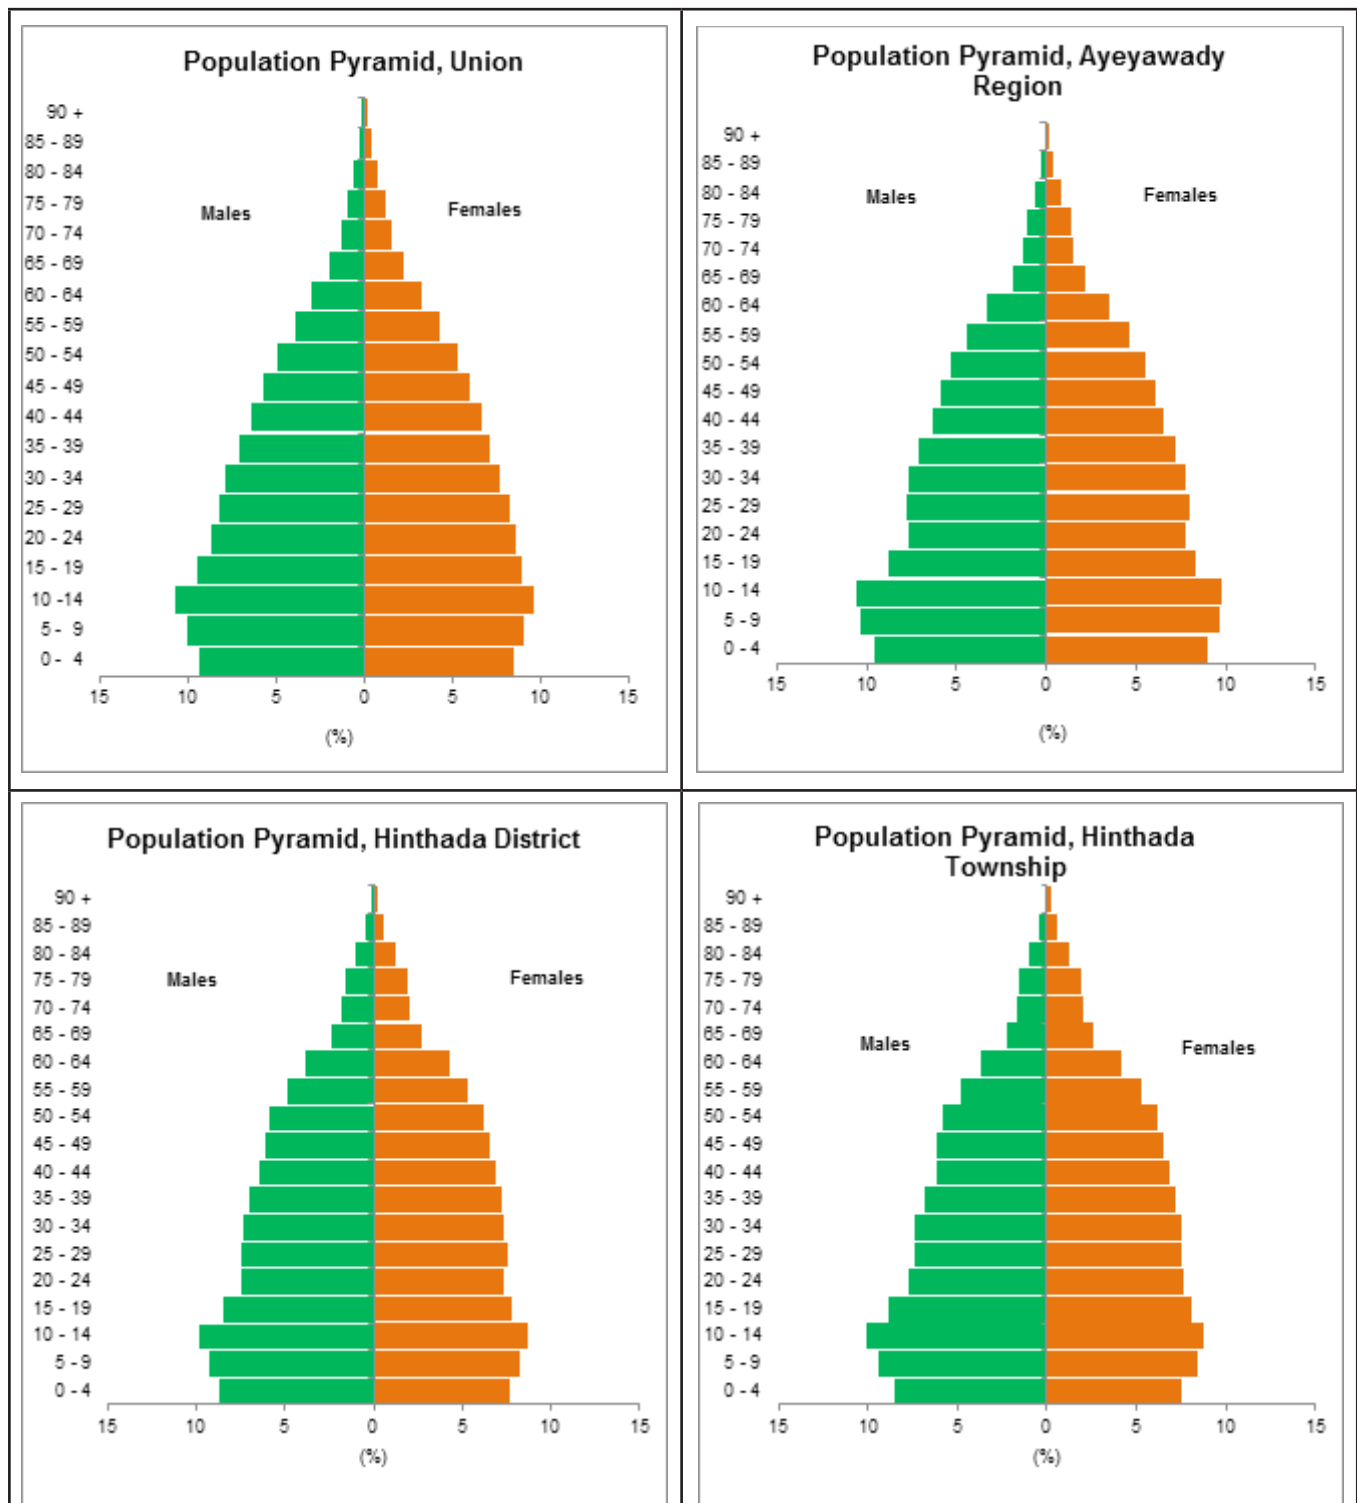 Population Pyramid, Union
90 +
85 - 89
80 - 84
75 - 79
70 - 74
65 - 69
60 - 64
55 - 59
50 - 54
45 - 49
40 - 44
35 - 39
30 - 34
25 - 29
20 - 24
15 - 19
10 -14
5 - 9
0 - 4
Males
Females
15 10 5 0 5 10 15
(%)
Population Pyramid, Ayeyawady
Region
90 +
85 - 89
80 - 84
75 - 79
70 - 74
65 - 69
60 - 64
55 - 59
50 - 54
45 - 49
40 - 44
35 - 39
30 - 34
25 - 29
20 - 24
15 - 19
10 - 14
5 - 9
0 - 4
Males
Females
15 10 5 0 5 10 15
(%)
Population Pyramid, Hinthada District
90 +
85 - 89
80 - 84
75 - 79
70 - 74
65 - 69
60 - 64
55 - 59
50 - 54
45 - 49
40 - 44
35 - 39
30 - 34
25 - 29
20 - 24
15 - 19
10 - 14
5 - 9
0 - 4
Males
Females
15 10 5 0 5 10 15
(%)
Population Pyramid, Hinthada
Township
90 +
85 - 89
80 - 84
75 - 79
70 - 74
65 - 69
60 - 64
55 - 59
50 - 54
45 - 49
40 - 44
35 - 39
30 - 34
25 - 29
20 - 24
15 - 19
10 - 14
5 - 9
0 - 4
Males
Females
15 10 5 0 5 10 15
(%)